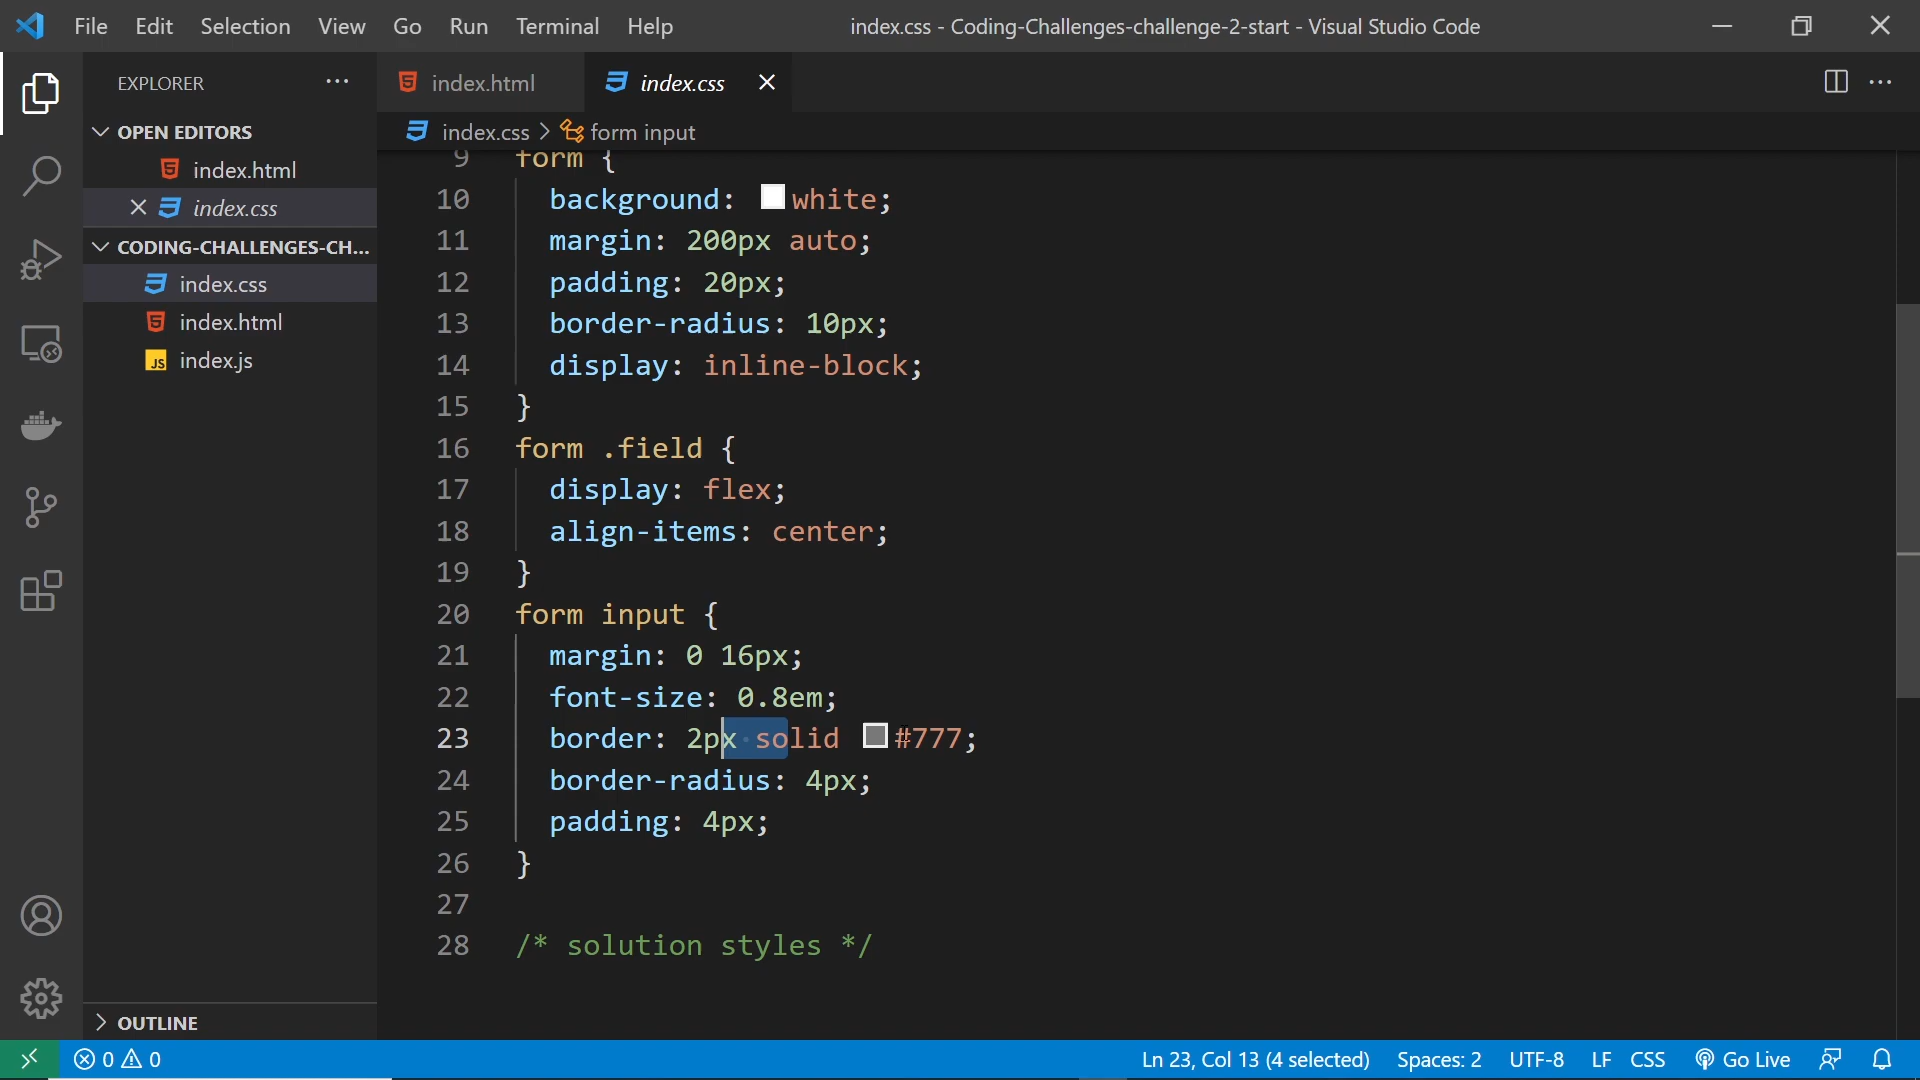 File Edit Selection View Go Run Terminal Help index.css - Coding-Challenges-challenge-2-start - Visual Studio Code
EXPLORER
OPEN EDITORS
index.html
index.css
CODING-CHALLENGES-CH...
index.css
index.html
JS index.js
OUTLINE
index.html index.css
index.css > form input
9 form {
10 background: white;
11 margin: 200px auto;
12 padding: 20px;
13 border-radius: 10px;
14 display: inline-block;
15 }
16 form .field {
17 display: flex;
18 align-items: center;
19 }
20 form input {
21 margin: 0 16px;
22 font-size: 0.8em;
23 border: 2px solid #777;
24 border-radius: 4px;
25 padding: 4px;
26 }
27
28 /* solution styles */
0 0 Ln 23, Col 13 (4 selected) Spaces: 2 UTF-8 LF CSS Go Live